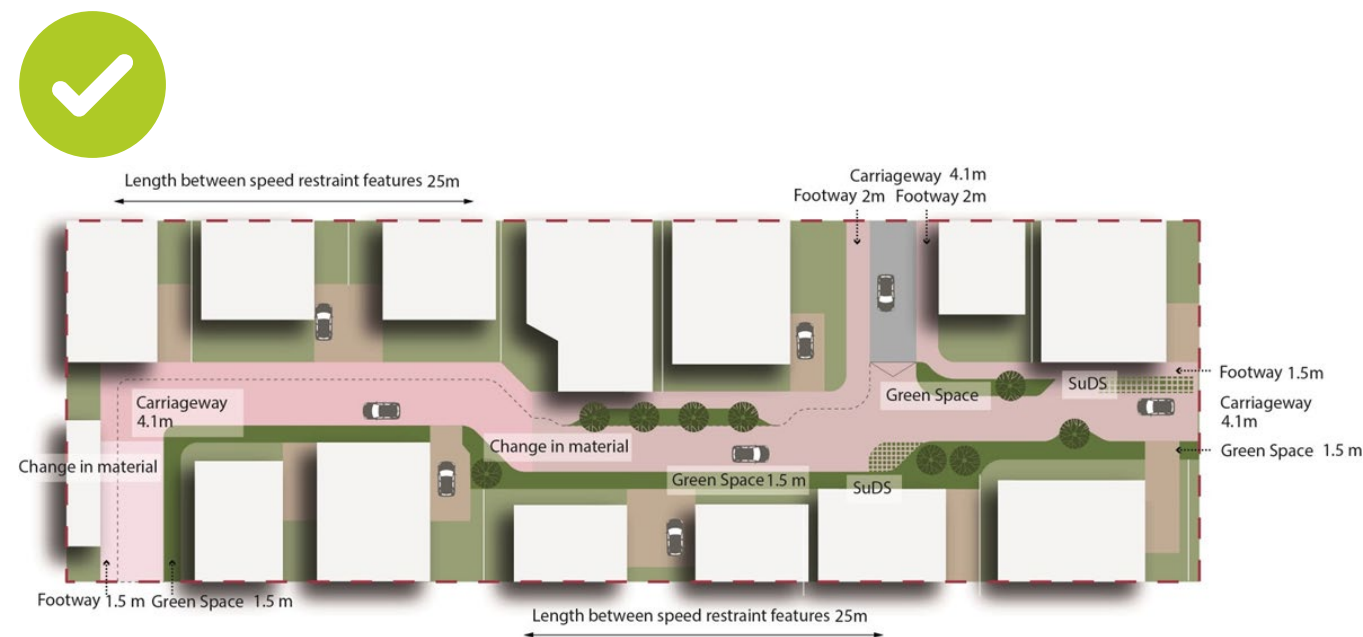 Length between speed restraint features 25m
Carriageway 4.1m
Footway 2m Footway 2m
Footway 1.5m
SuDS
Green Space
Carriageway
4.1m
Carriageway
4.1m
Change in material
Green Space 1.5 m
Change in material
Green Space 1.5 m
SuDS
Footway 1.5 m Green Space 1.5 m
Length between speed restraint features 25m